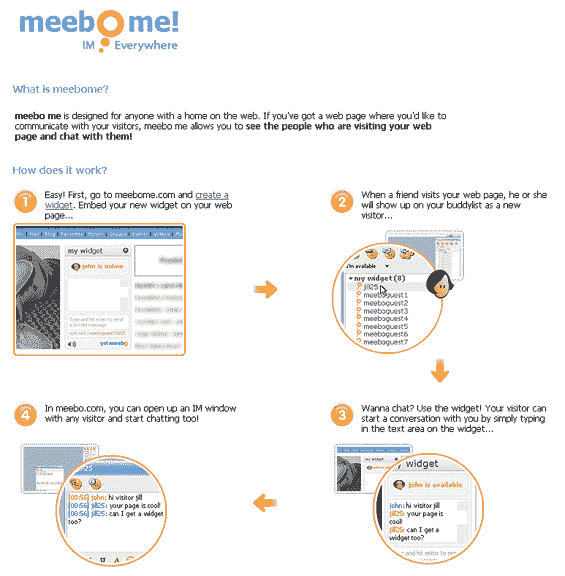 meebome!
IM Everywhere
What is meebome?
meebo me is designed for anyone with a home on the web. If you've got a web page where you'd like to
communicate with your visitors, meebo me allows you to see the people who are visiting your web
page and chat with them!
How does it work?
1
Easy! First, go to meebome.com and create a
widget. Embed your new widget on your web
page...
my widget
john is online
Type and hit enter to send
a private message.
get meebo
2
When a friend visits your web page, he or she
will show up on your buddylist as a new
visitor...
I'm available
my widget (8)
jill25
meeboguest1
meeboguest2
meeboguest3
meeboguest4
meeboguest5
meeboguest6
meeboguest7
4
In meebo.com, you can open up an IM window
with any visitor and start chatting too!
[00:56] john: hi visitor jill
[00:56] jill25: your page is
cool!
[00:56] jill25: can I get a widget
too?
3
Wanna chat? Use the widget! Your visitor can
start a conversation with you by simply typing
in the text area on the widget...
widget
john is available
john: hi visitor jill
jill25: your page is
cool!
jill25: can I get a
widget too?
and hit enter to se